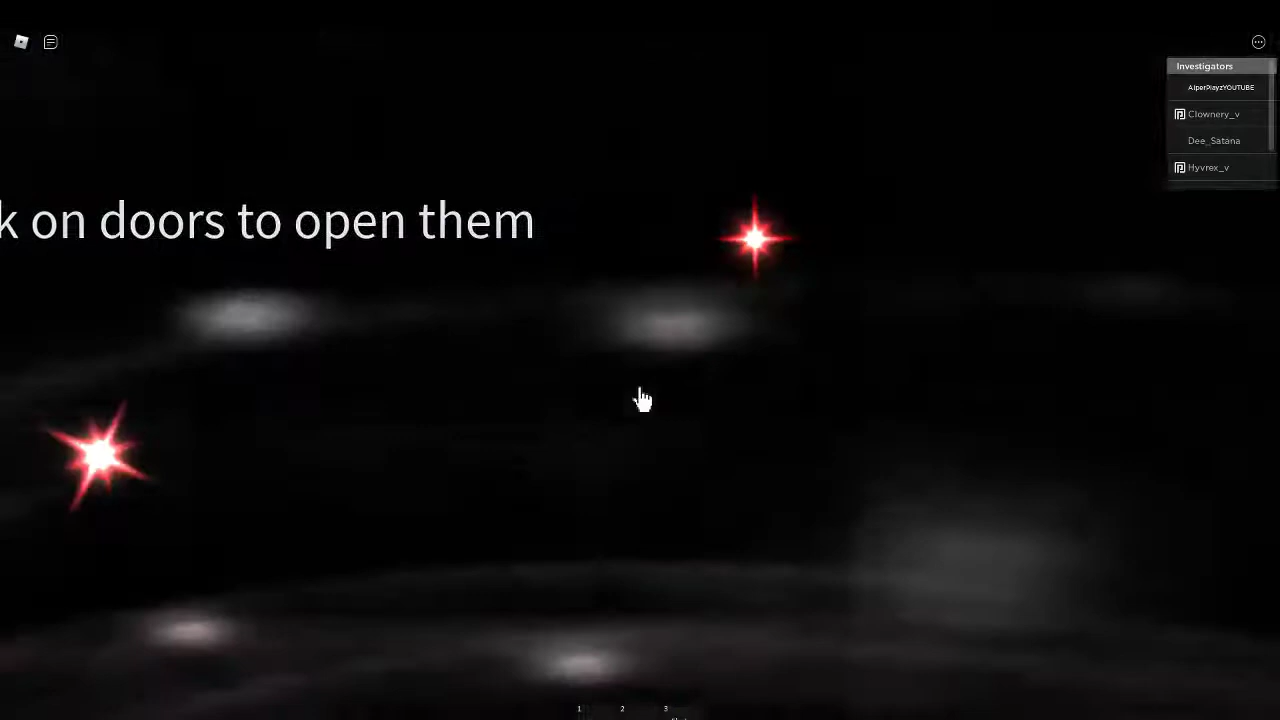 Investigators
AlperPlayzYOUTUBE
Clownery_v
Dee_Satana
Hyvrex_v
k on doors to open them
1 2 3